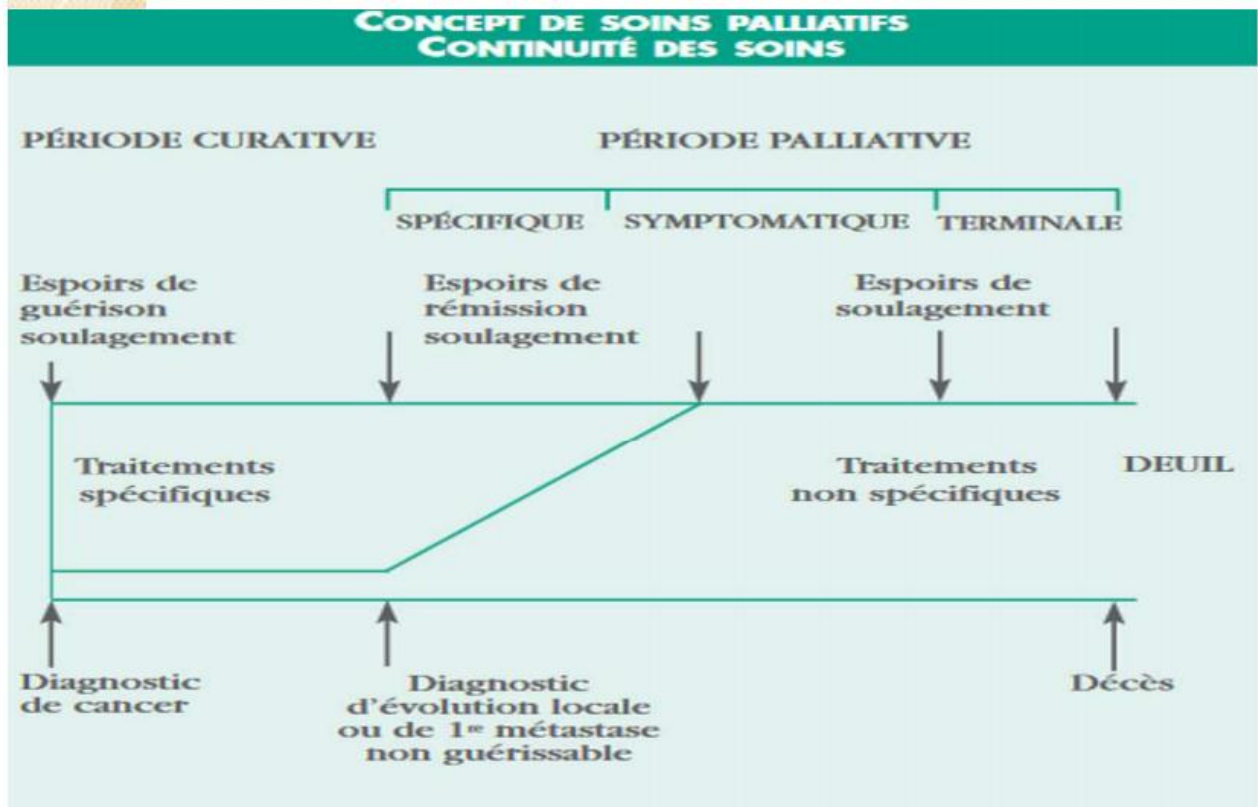 CONCEPT DE SOINS PALLIATIFS
CONTINUITÉ DES SOINS
PÉRIODE CURATIVE
PÉRIODE PALLIATIVE
SPÉCIFIQUE
SYMPTOMATIQUE
TERMINALE
Espoirs de
guérison
soulagement
Espoirs de
rémission
soulagement
Espoirs de
soulagement
Traitements
spécifiques
Traitements
non spécifiques
DEUIL
Diagnostic
de cancer
Diagnostic
d'évolution locale
ou de 1re métastase
non guérissable
Décès